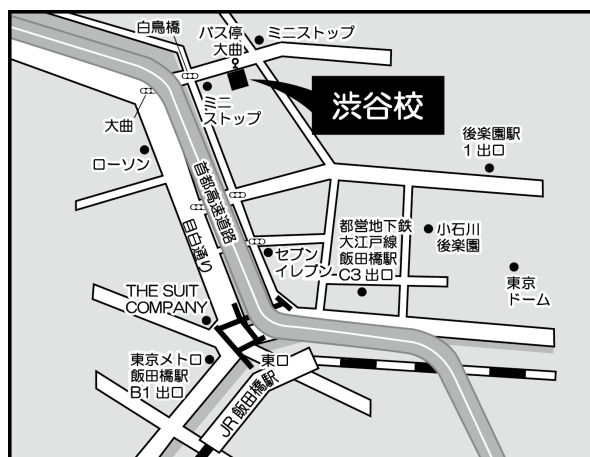 白鳥橋
バス停
大曲
ミニストップ
大曲
ミニ
ストップ
渋谷校
後楽園駅
1出口
ローソン
首都高速道路
目白通り
都営地下鉄
大江戸線
飯田橋駅
C3出口
小石川
後楽園
セブン
イレブン
東京
ドーム
THE SUIT
COMPANY
東京メトロ
飯田橋駅
B1出口
東口
JR飯田橋駅